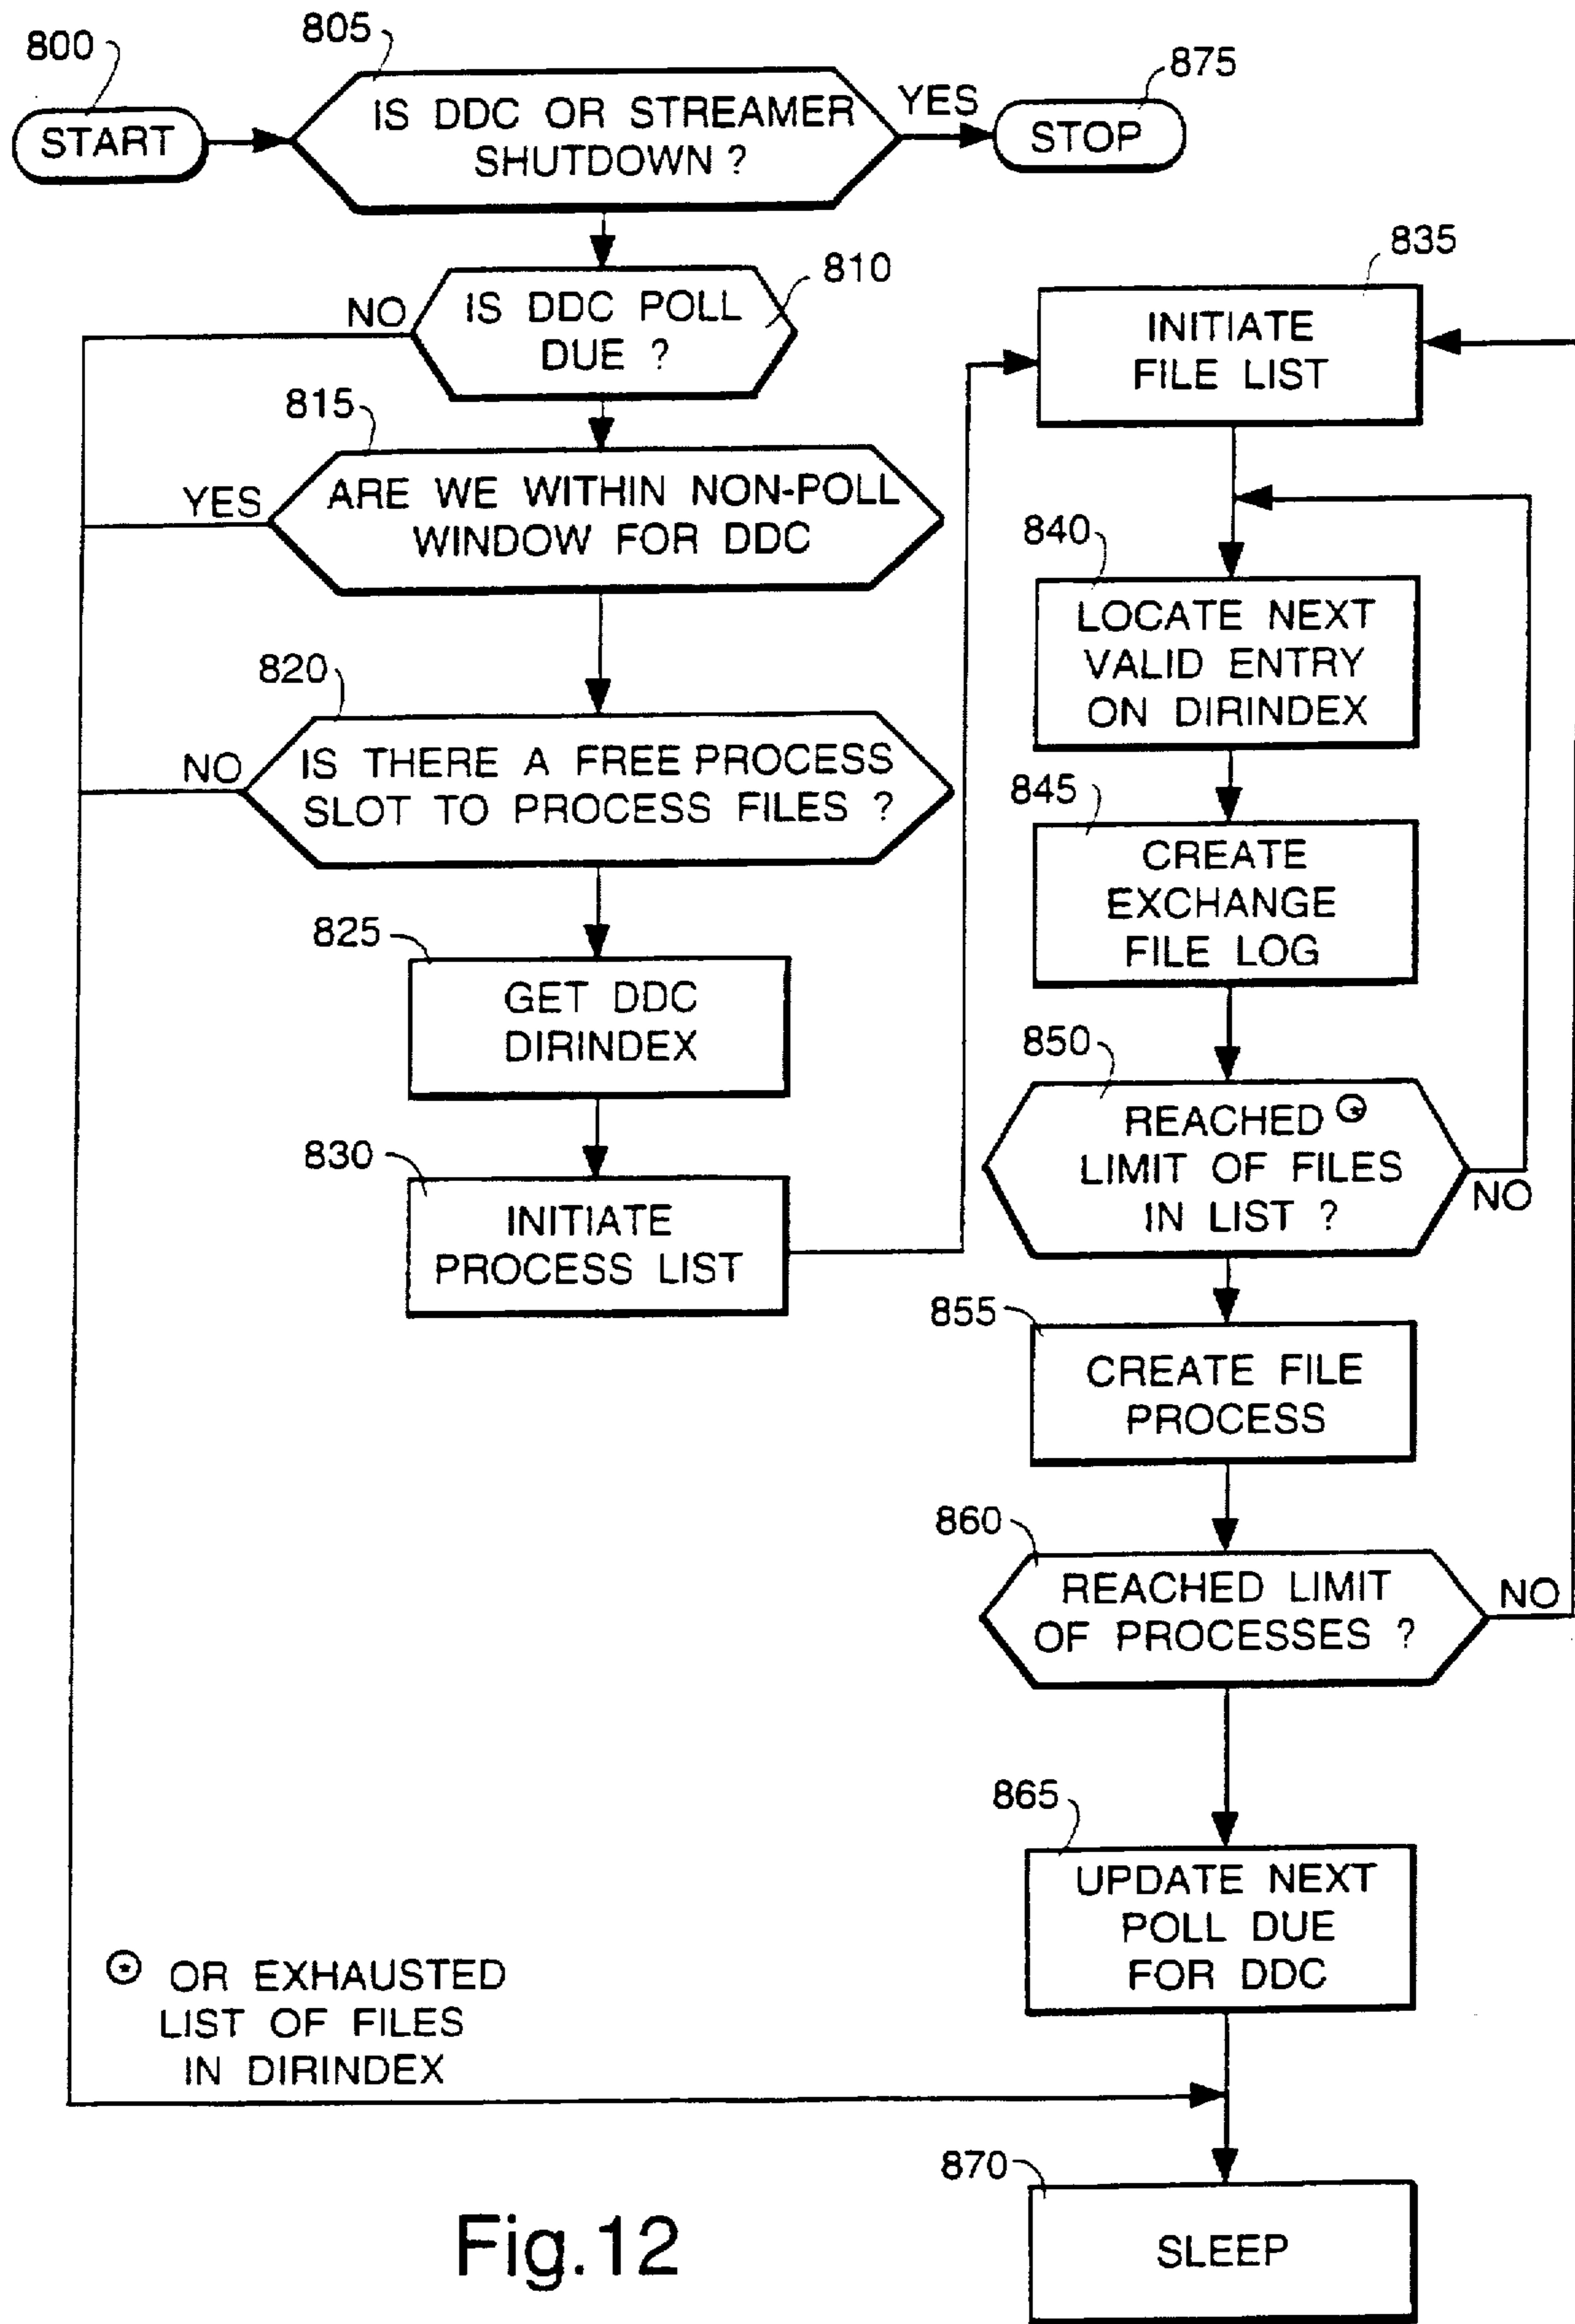 800
START
805
IS DDC OR STREAMER
SHUTDOWN ?
YES
875
STOP
810
IS DDC POLL
DUE ?
NO
815
ARE WE WITHIN NON-POLL
WINDOW FOR DDC
YES
820
IS THERE A FREE PROCESS
SLOT TO PROCESS FILES ?
NO
825
GET DDC
DIRINDEX
830
INITIATE
PROCESS LIST
835
INITIATE
FILE LIST
840
LOCATE NEXT
VALID ENTRY
ON DIRINDEX
845
CREATE
EXCHANGE
FILE LOG
850
REACHED ⊛
LIMIT OF FILES
IN LIST ?
NO
855
CREATE FILE
PROCESS
860
REACHED LIMIT
OF PROCESSES ?
NO
865
UPDATE NEXT
POLL DUE
FOR DDC
⊛ OR EXHAUSTED
LIST OF FILES
IN DIRINDEX
870
SLEEP
Fig.12